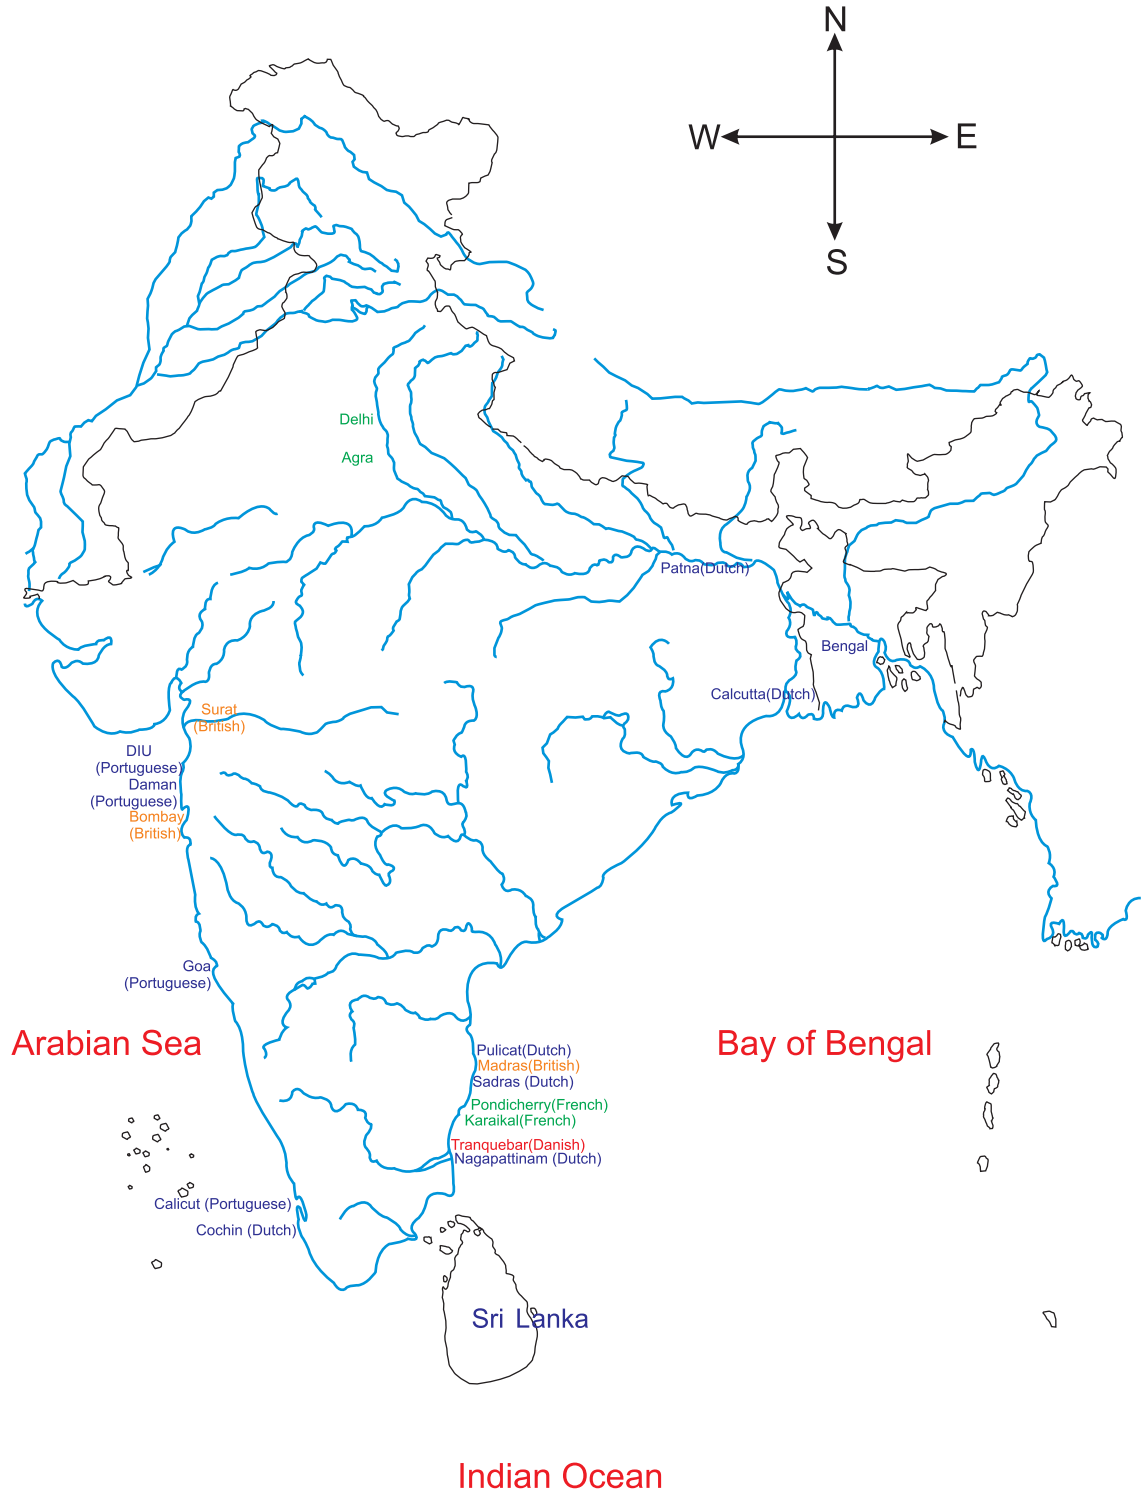 N
W
E
S
Delhi
Agra
Patna(Dutch)
Bengal
Calcutta(Dutch)
Surat
(British)
DIU
(Portuguese)
Daman
(Portuguese)
Bombay
(British)
Goa
(Portuguese)
Arabian Sea
Bay of Bengal
Pulicat(Dutch)
Madras(British)
Sadras (Dutch)
Pondicherry(French)
Karaikal(French)
Tranquebar(Danish)
Nagapattinam (Dutch)
Calicut (Portuguese)
Cochin (Dutch)
Sri Lanka
Indian Ocean